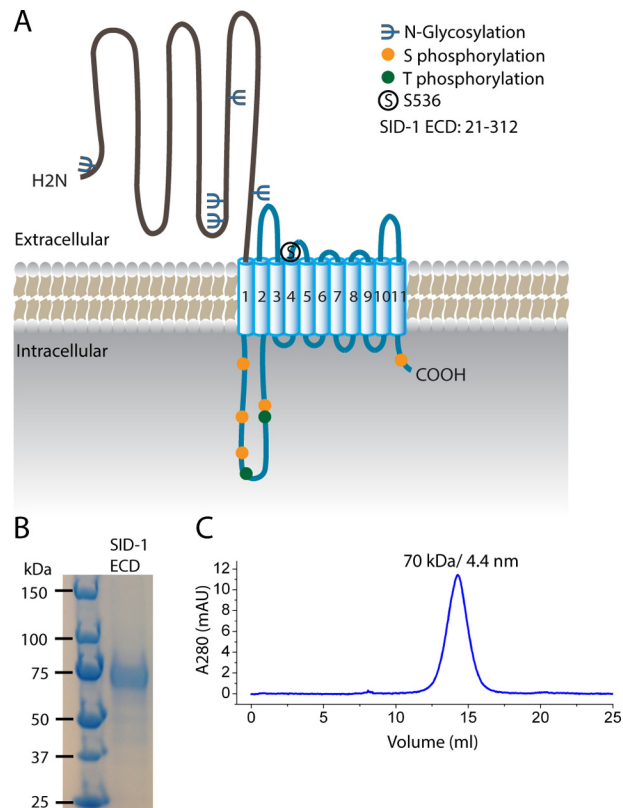 A
N-Glycosylation
S phosphorylation
T phosphorylation
S S536
SID-1 ECD: 21-312
H2N
Extracellular
S
1 2 3 4 5 6 7 8 9 10 11
Intracellular
COOH
B
SID-1
ECD
kDa
150
100
75
50
37
25
C
70 kDa/ 4.4 nm
A280 (mAU)
12
10
8
6
4
2
0
0 5 10 15 20 25
Volume (ml)